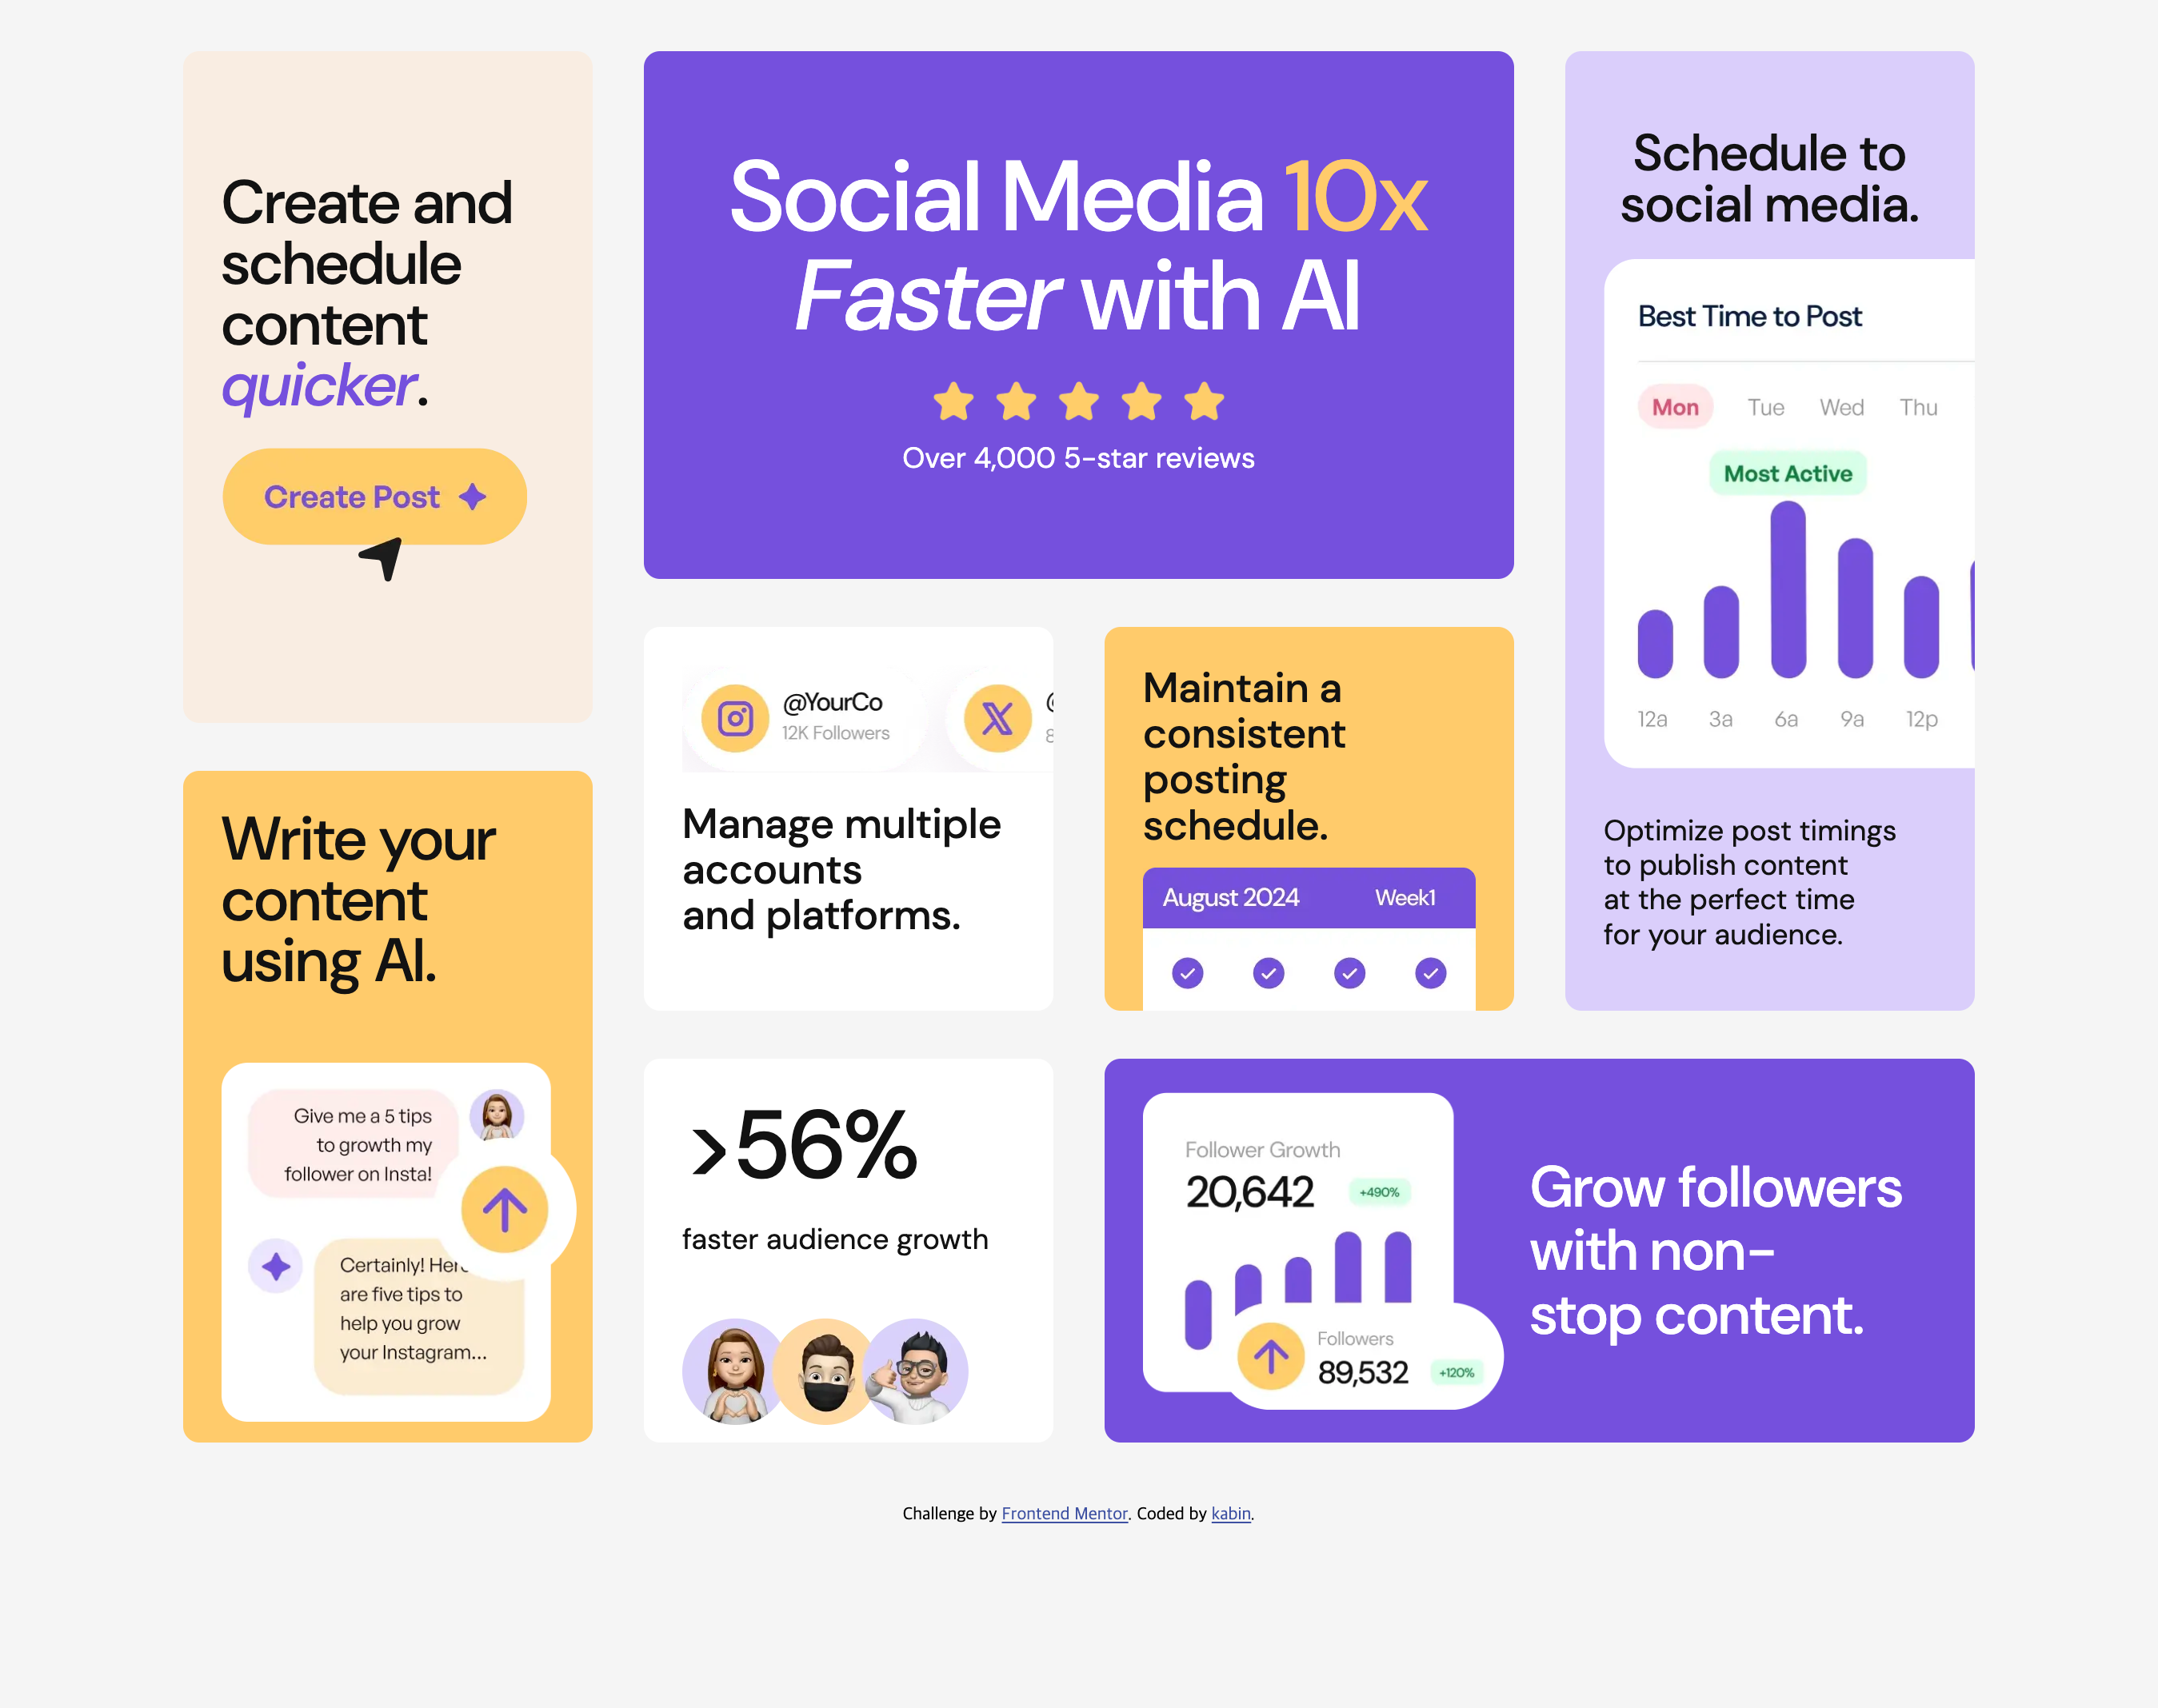 Create and
schedule
content
quicker.
Create Post
Social Media 10x
Faster with AI
Over 4,000 5-star reviews
Schedule to
social media.
Best Time to Post
Mon Tue Wed Thu
Most Active
12a 3a 6a 9a 12p
Optimize post timings
to publish content
at the perfect time
for your audience.
@YourCo
12K Followers
Manage multiple
accounts
and platforms.
Maintain a
consistent
posting
schedule.
August 2024 Week1
Write your
content
using AI.
Give me a 5 tips
to growth my
follower on Insta!
Certainly!
are five tips to
help you grow
your Instagram...
>56%
faster audience growth
Follower Growth
20,642 +490%
Followers
89,532 +120%
Grow followers
with non-
stop content.
Challenge by Frontend Mentor. Coded by kabin.